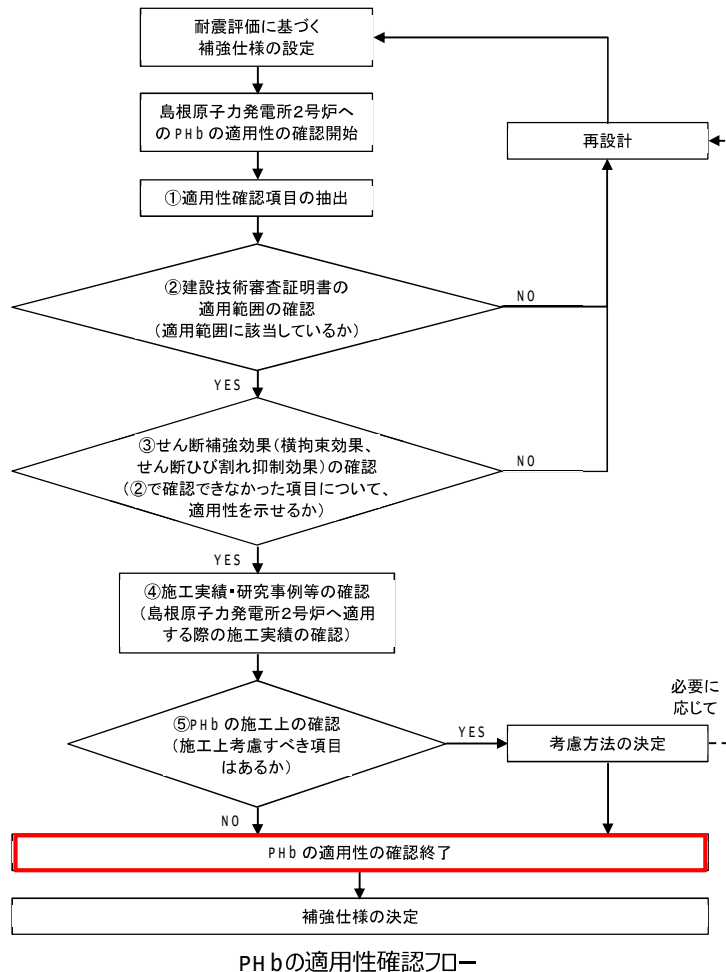 耐震評価に基づく
補強仕様の設定
島根原子力発電所2号炉へ
のPHbの適用性の確認開始
再設計
①適用性確認項目の抽出
②建設技術審査証明書の
適用範囲の確認
(適用範囲に該当しているか)
NO
YES
③せん断補強効果(横拘束効果、
せん断ひび割れ抑制効果)の確認
(②で確認できなかった項目について、
適用性を示せるか)
NO
YES
④施工実績・研究事例等の確認
(島根原子力発電所2号炉へ適用
する際の施工実績の確認)
必要に
応じて
⑤PHbの施工上の確認
(施工上考慮すべき項目
はあるか)
YES
考慮方法の決定
NO
PHbの適用性の確認終了
補強仕様の決定
PHbの適用性確認フロー